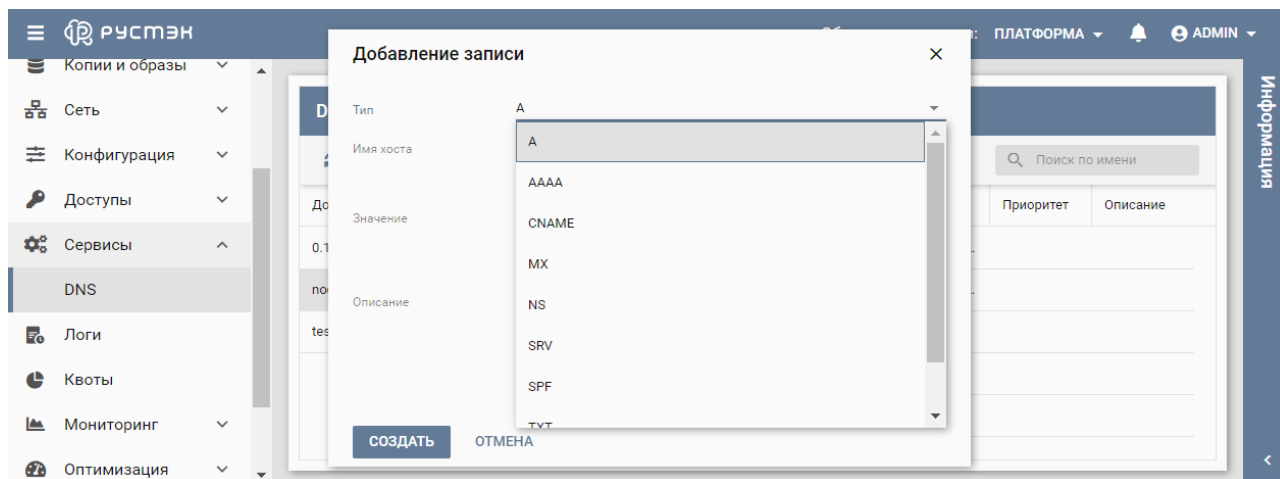 РУСТЭК
ПЛАТФОРМА
ADMIN
Копии и образы
Сеть
Конфигурация
Доступы
Сервисы
DNS
Логи
Квоты
Мониторинг
Оптимизация
Добавление записи
Тип
A
Имя хоста
A
AAAA
Значение
CNAME
MX
Описание
NS
SRV
SPF
TXT
СОЗДАТЬ
ОТМЕНА
Поиск по имени
Приоритет
Описание
Информация